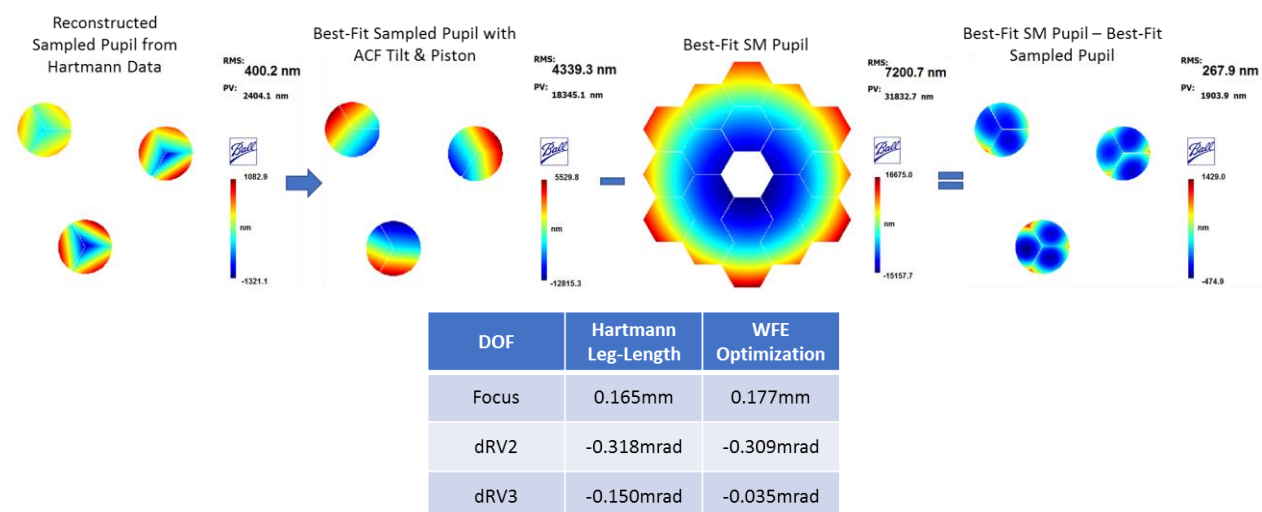 Reconstructed
Sampled Pupil from
Hartmann Data
RMS:
400.2 nm
PV:
2404.1 nm
Ball
1082.9
nm
-1321.1
Best-Fit Sampled Pupil with
ACF Tilt & Piston
RMS:
4339.3 nm
PV:
18345.1 nm
Ball
5529.8
nm
-12815.3
Best-Fit SM Pupil
RMS:
7200.7 nm
PV:
31832.7 nm
Ball
16675.0
nm
-15157.7
Best-Fit SM Pupil – Best-Fit
Sampled Pupil
RMS:
267.9 nm
PV:
1903.9 nm
Ball
1429.0
nm
-474.9
DOF
Hartmann
Leg-Length
WFE
Optimization
Focus
0.165mm
0.177mm
dRV2
-0.318mrad
-0.309mrad
dRV3
-0.150mrad
-0.035mrad